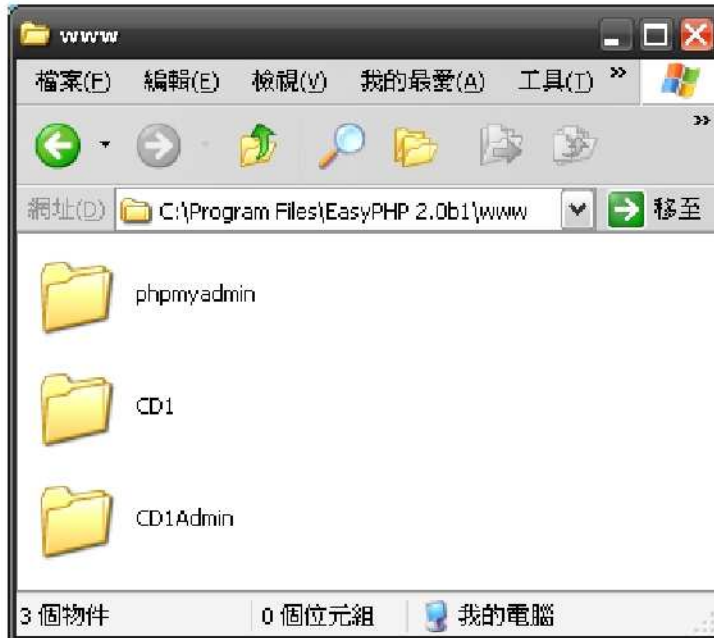 www
檔案(F) 編輯(E) 檢視(V) 我的最愛(A) 工具(T) »
»
網址(D) C:\Program Files\EasyPHP 2.0b1\www 移至
phpmyadmin
CD1
CD1Admin
3 個物件 0 個位元組 我的電腦